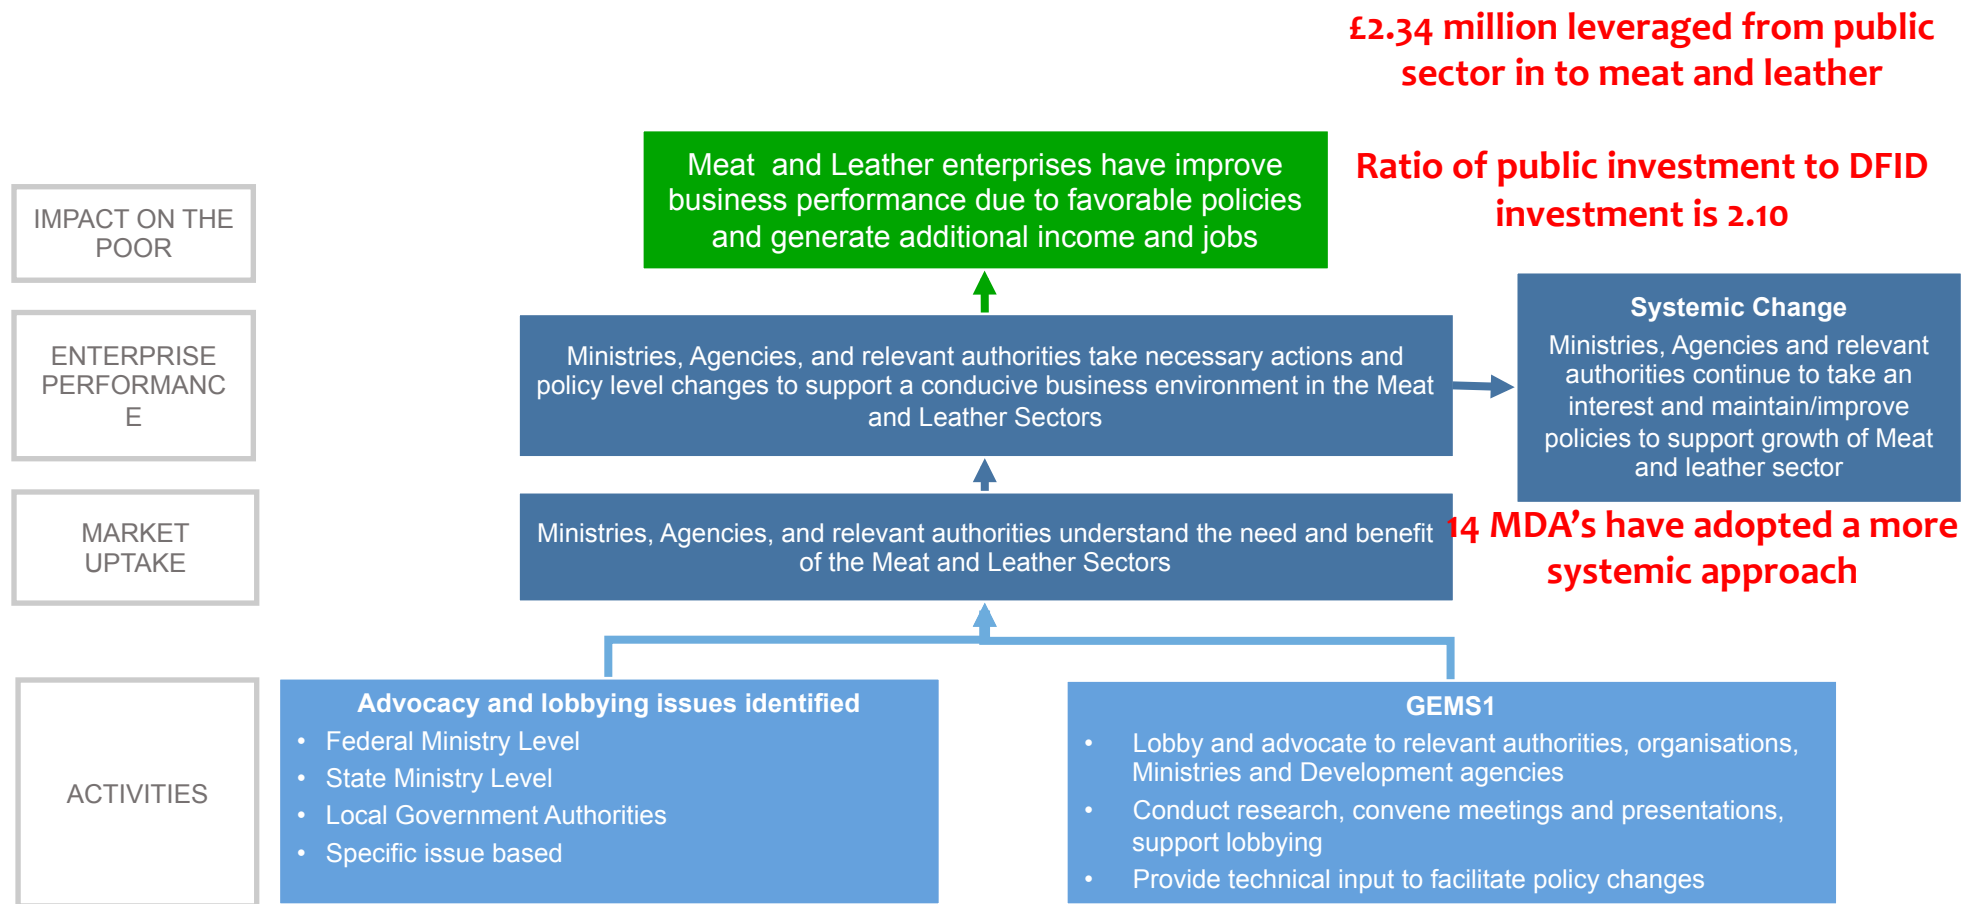 £2.34 million leveraged from public
sector in to meat and leather
Meat and Leather enterprises have improve
business performance due to favorable policies
and generate additional income and jobs
Ratio of public investment to DFID
investment is 2.10
IMPACT ON THE
POOR
ENTERPRISE
PERFORMANC
E
Ministries, Agencies, and relevant authorities take necessary actions and
policy level changes to support a conducive business environment in the Meat
and Leather Sectors
Systemic Change
Ministries, Agencies and relevant
authorities continue to take an
interest and maintain/improve
policies to support growth of Meat
and leather sector
MARKET
UPTAKE
Ministries, Agencies, and relevant authorities understand the need and benefit
of the Meat and Leather Sectors
14 MDA's have adopted a more
systemic approach
ACTIVITIES
Advocacy and lobbying issues identified
• Federal Ministry Level
• State Ministry Level
• Local Government Authorities
• Specific issue based
GEMS1
• Lobby and advocate to relevant authorities, organisations,
Ministries and Development agencies
• Conduct research, convene meetings and presentations,
support lobbying
• Provide technical input to facilitate policy changes